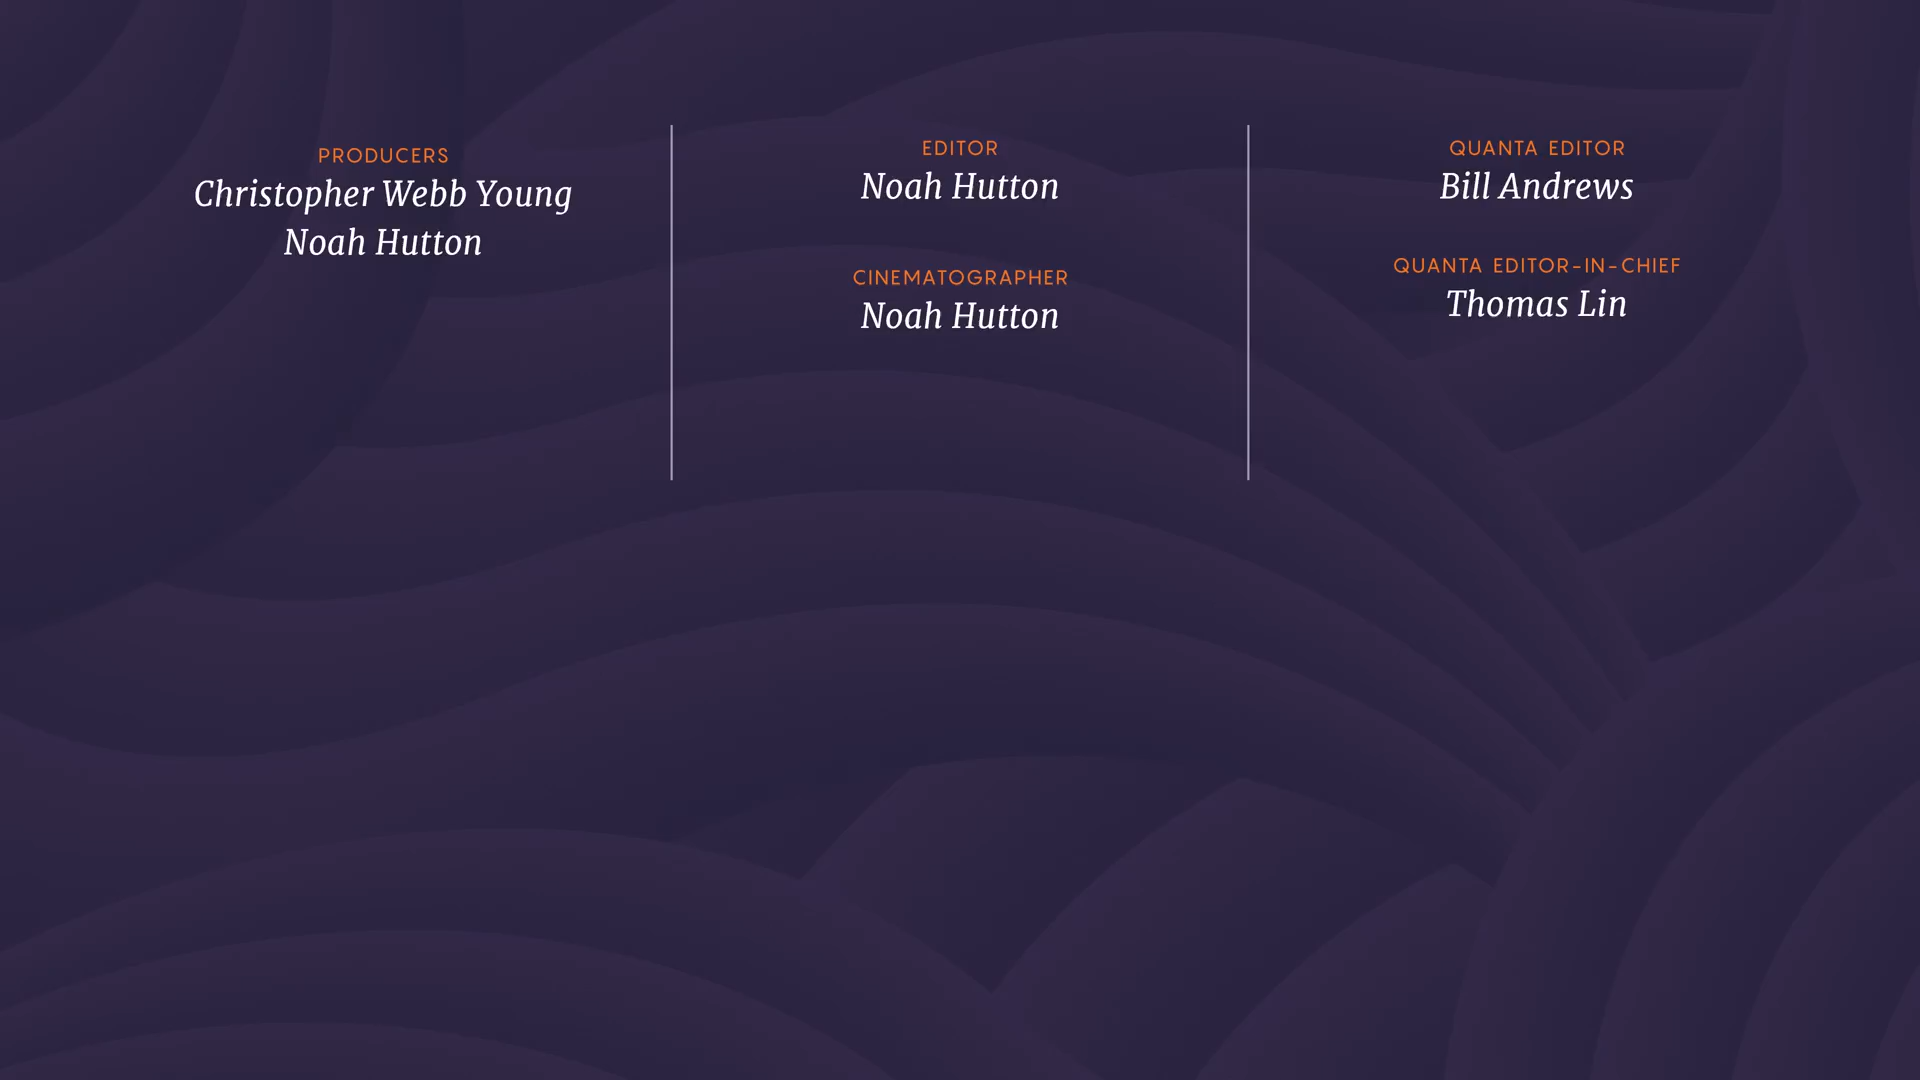 PRODUCERS
Christopher Webb Young
Noah Hutton
EDITOR
Noah Hutton
CINEMATOGRAPHER
Noah Hutton
QUANTA EDITOR
Bill Andrews
QUANTA EDITOR-IN-CHIEF
Thomas Lin